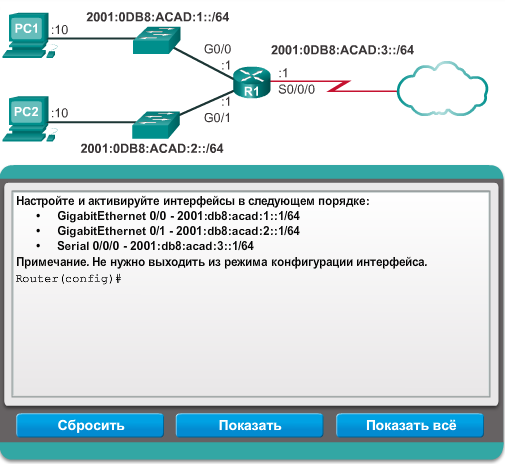 PC1
:10
2001:0DB8:ACAD:1::/64
G0/0
:1
2001:0DB8:ACAD:3::/64
:1
R1
S0/0/0
PC2
:10
:1
G0/1
2001:0DB8:ACAD:2::/64
Настройте и активируйте интерфейсы в следующем порядке:
• GigabitEthernet 0/0 - 2001:db8:acad:1::1/64
• GigabitEthernet 0/1 - 2001:db8:acad:2::1/64
• Serial 0/0/0 - 2001:db8:acad:3::1/64
Примечание. Не нужно выходить из режима конфигурации интерфейса.
Router(config)#
Сбросить
Показать
Показать всё